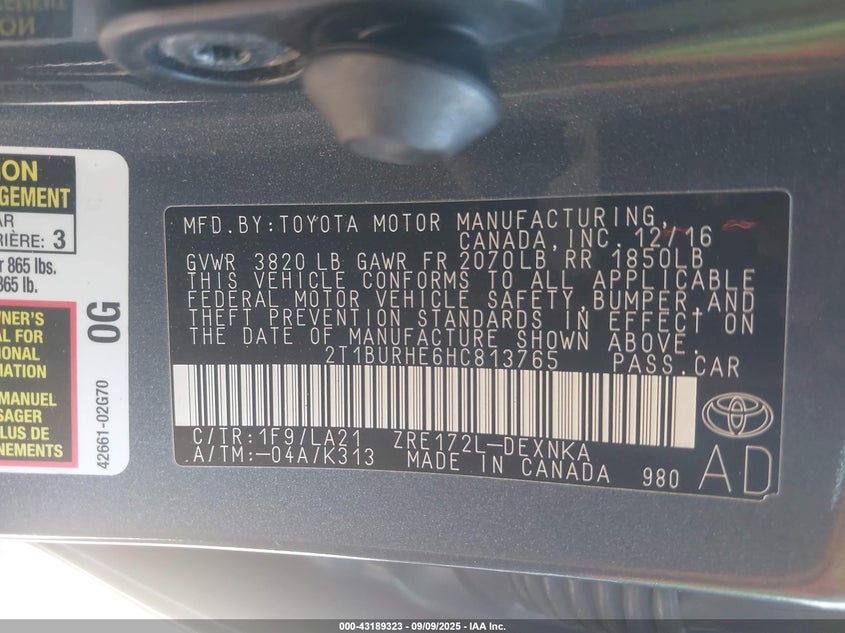 ION
GEMENT
AR
RIÈRE: 3
r 865 lbs.
865 lb.
NER'S
AL FOR
IONAL
MATION
MANUEL
SAGER
LUS DE
NEMENTS
0G
42661-02G70
MFD.BY:TOYOTA MOTOR MANUFACTURING,
CANADA,INC. 12/16
GVWR 3820 LB GAWR FR 2070LB, RR 1850LB
THIS VEHICLE CONFORMS TO ALL APPLICABLE
FEDERAL MOTOR VEHICLE SAFETY,BUMPER,AND
THEFT PREVENTION STANDARDS IN EFFECT ON
THE DATE OF MANUFACTURE SHOWN ABOVE.
2T1BURHE6HC813765 PASS.CAR
C/TR:1F9/LA21 ZRE172L-DEXNKA
A/TM:-04A/K313 MADE IN CANADA 980
AD
000-43189323 - 09/09/2025 - IAA Inc.